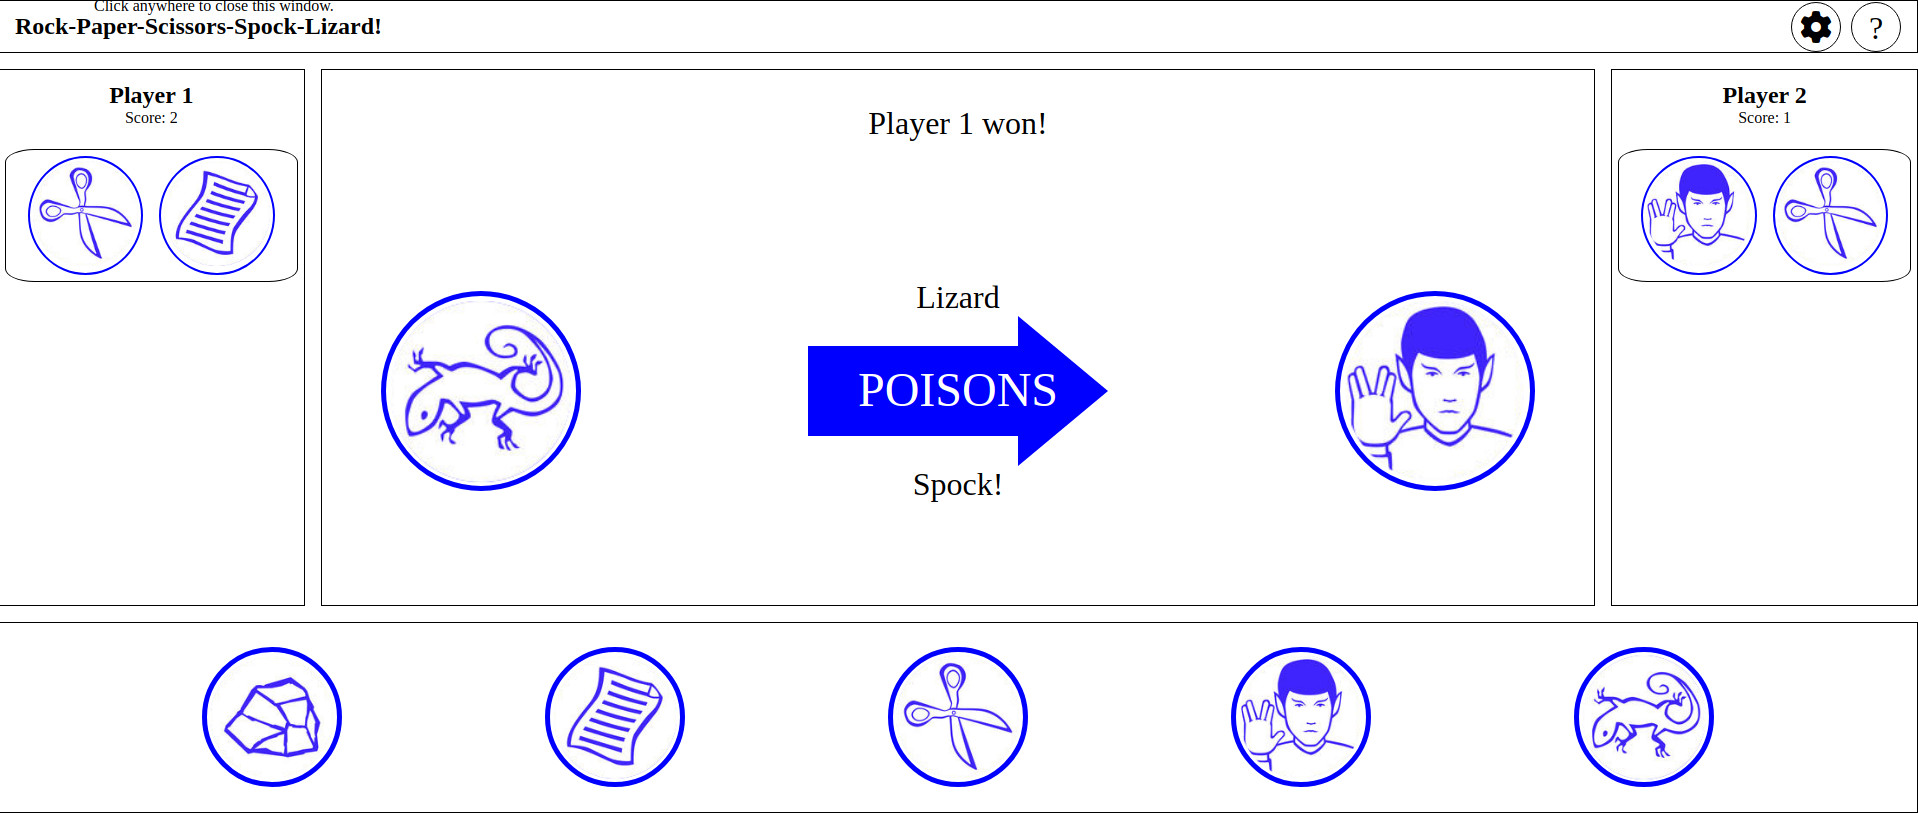 Click anywhere to close this window.
Rock-Paper-Scissors-Spock-Lizard!
?
Player 1
Score: 2
Player 1 won!
Lizard
POISONS
Spock!
Player 2
Score: 1